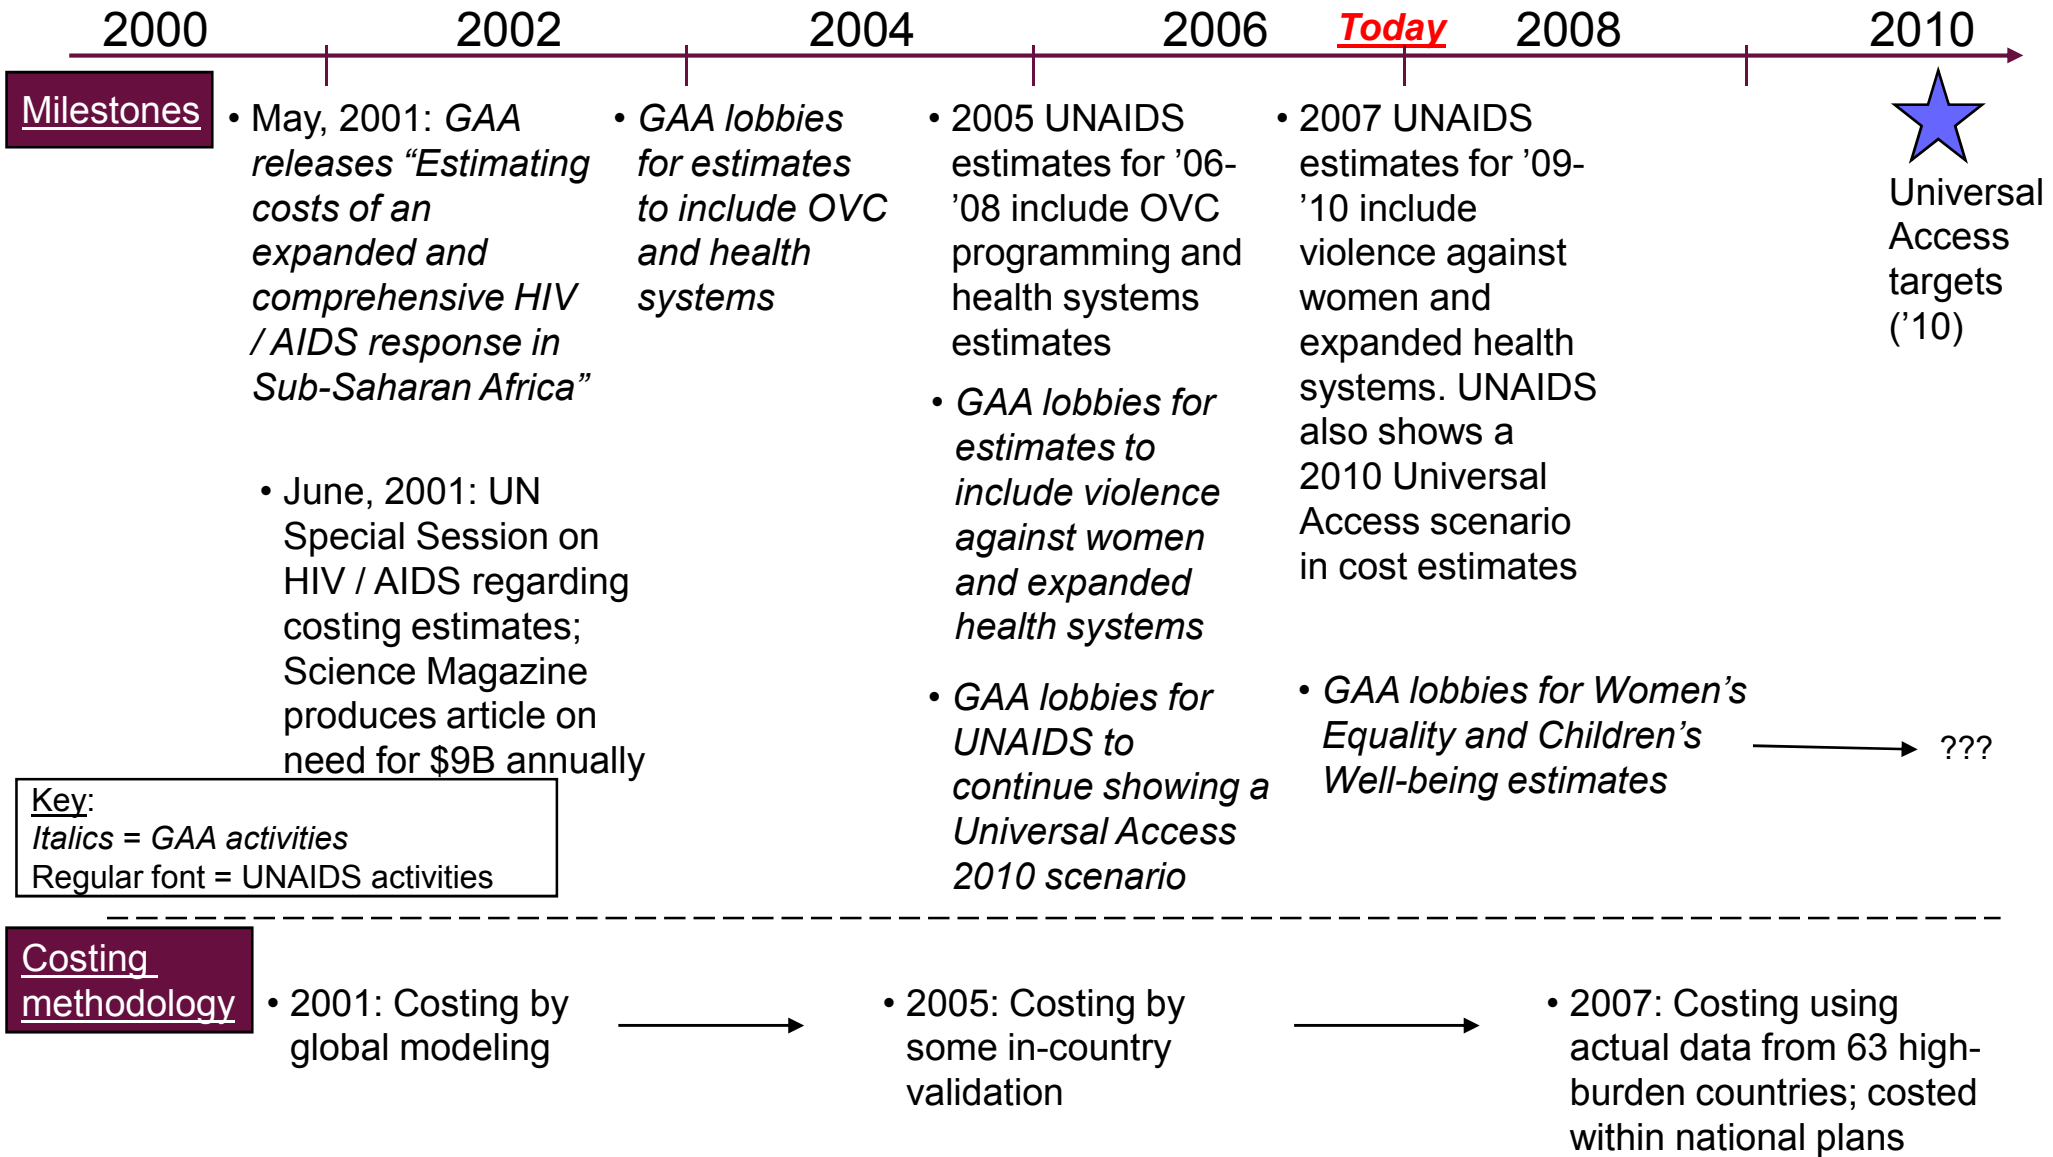 2000 2002 2004 2006 Today 2008 2010
Milestones
• May, 2001: GAA
releases “Estimating
costs of an
expanded and
comprehensive HIV
/ AIDS response in
Sub-Saharan Africa”
• June, 2001: UN
Special Session on
HIV / AIDS regarding
costing estimates;
Science Magazine
produces article on
need for $9B annually
• GAA lobbies
for estimates
to include OVC
and health
systems
• 2005 UNAIDS
estimates for ’06-
’08 include OVC
programming and
health systems
estimates
• GAA lobbies for
estimates to
include violence
against women
and expanded
health systems
• GAA lobbies for
UNAIDS to
continue showing a
Universal Access
2010 scenario
• 2007 UNAIDS
estimates for ’09-
’10 include
violence against
women and
expanded health
systems. UNAIDS
also shows a
2010 Universal
Access scenario
in cost estimates
• GAA lobbies for Women’s
Equality and Children’s
Well-being estimates
???
Universal
Access
targets
(’10)
Key:
Italics = GAA activities
Regular font = UNAIDS activities
Costing
methodology
• 2001: Costing by
global modeling
• 2005: Costing by
some in-country
validation
• 2007: Costing using
actual data from 63 high-
burden countries; costed
within national plans